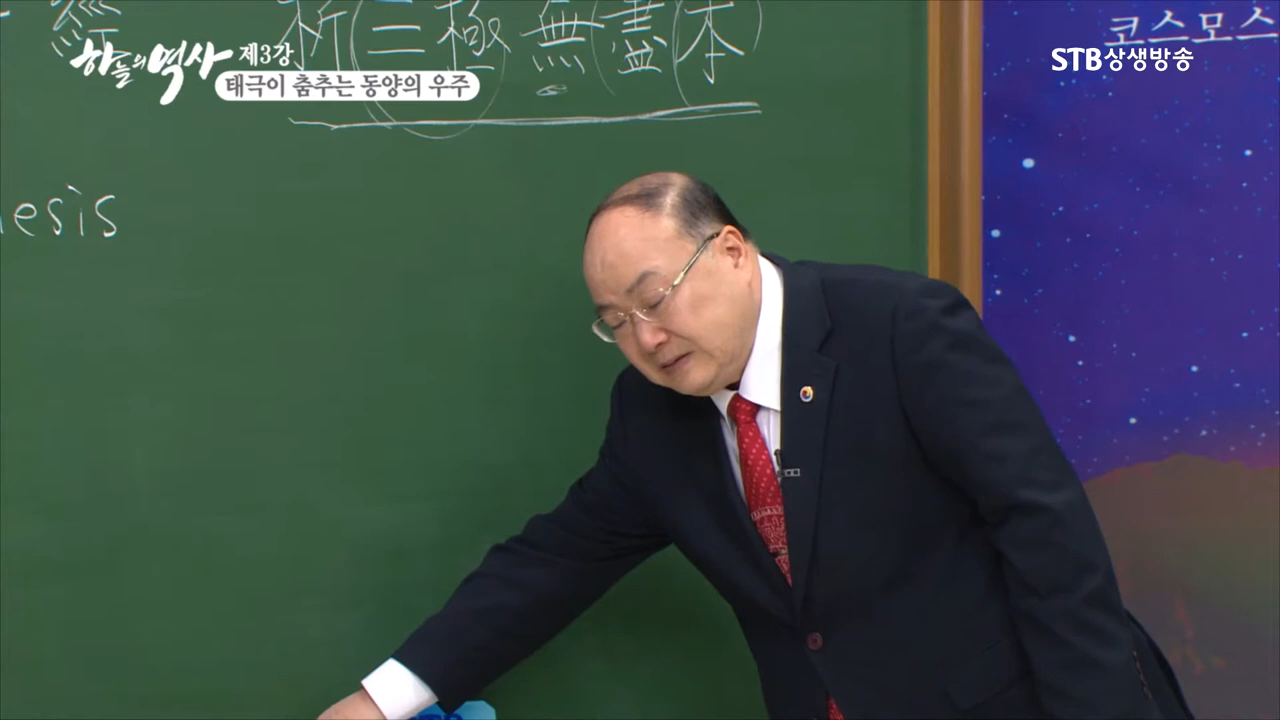 經
析三極無盡本
하늘의 역사 제3강
태극이 춤추는 동양의 우주
코스모스
STB상생방송
esis